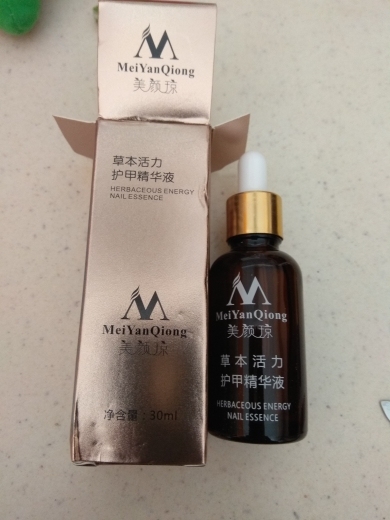 MeiYanQiong
美颜琼
草本活力
护甲精华液
HERBACEOUS ENERGY
NAIL ESSENCE
MeiYanQiong
美颜琼
净含量:30ml
MeiYanQiong
美颜琼
草本活力
护甲精华液
HERBACEOUS ENERGY
NAIL ESSENCE